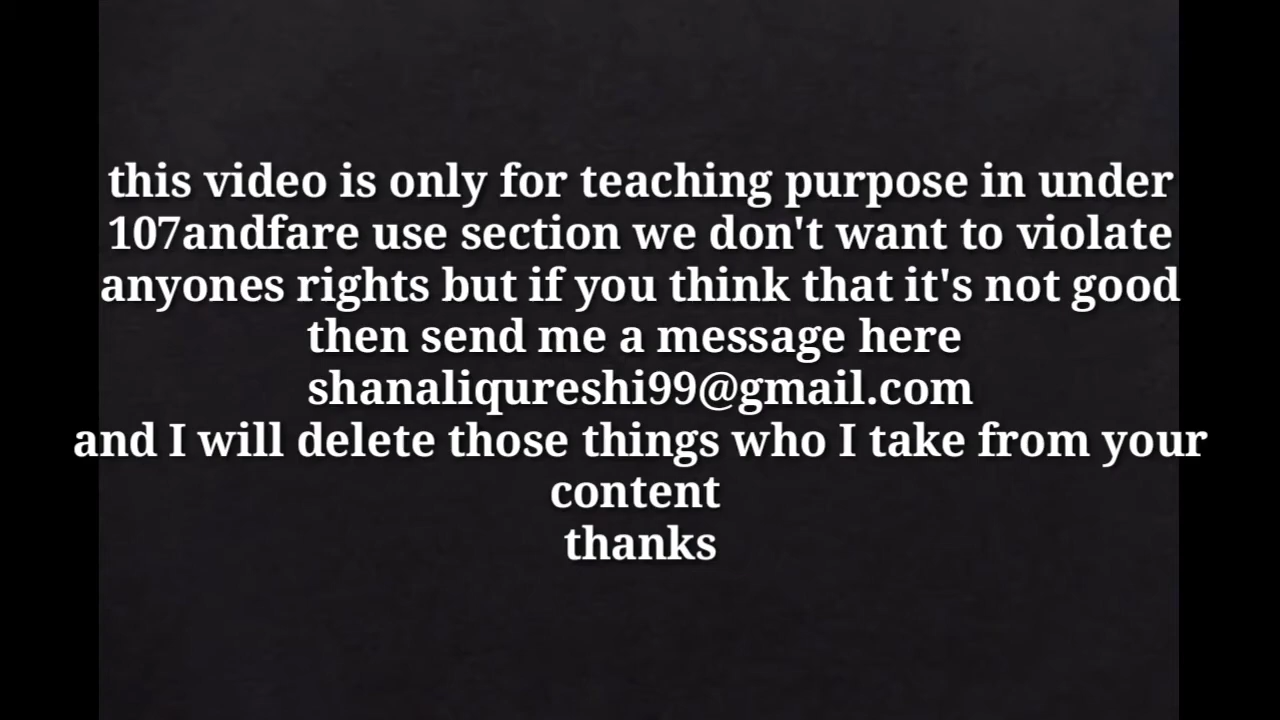 this video is only for teaching purpose in under
107andfare use section we don't want to violate
anyones rights but if you think that it's not good
then send me a message here
shanaliqureshi99@gmail.com
and I will delete those things who I take from your
content
thanks